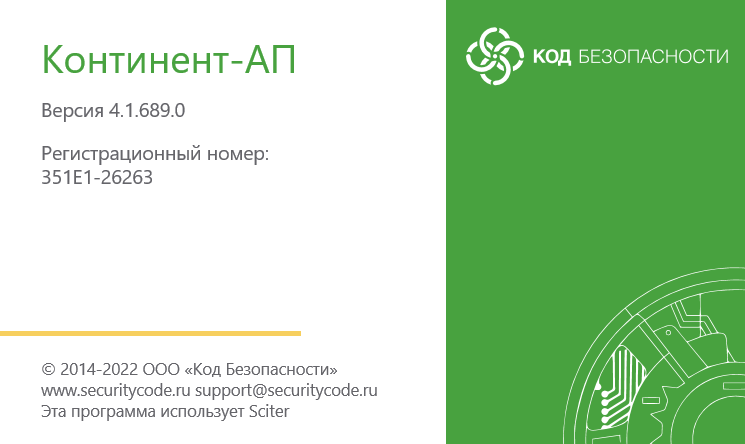 Континент-АП
КОД БЕЗОПАСНОСТИ
Версия 4.1.689.0
Регистрационный номер:
351E1-26263
© 2014-2022 ООО «Код Безопасности»
www.securitycode.ru support@securitycode.ru
Эта программа использует Sciter